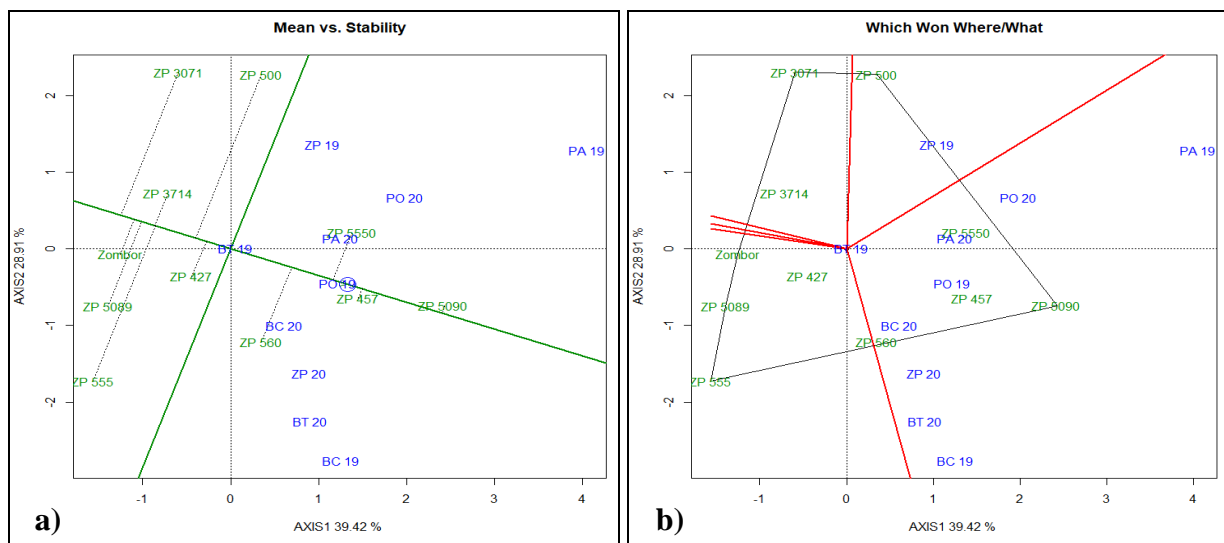 Mean vs. Stability
ZP 3071
ZP 500
ZP 19
PA 19
ZP 3714
PO 20
ZP 5550
PA 20
BT 19
Zombor
ZP 427
PO 19
ZP 457
ZP 5089
ZP 5090
BC 20
ZP 560
ZP 20
ZP 555
BT 20
BC 19
AXIS2 28.91 %
2
1
0
-1
-2
-1
0
1
2
3
4
AXIS1 39.42 %
a)
Which Won Where/What
ZP 3071
ZP 500
ZP 19
PA 19
ZP 3714
PO 20
ZP 5550
PA 20
BT 19
Zombor
ZP 427
PO 19
ZP 457
ZP 5089
ZP 5090
BC 20
ZP 560
ZP 20
ZP 555
BT 20
BC 19
AXIS2 28.91 %
2
1
0
-1
-2
-1
0
1
2
3
4
AXIS1 39.42 %
b)